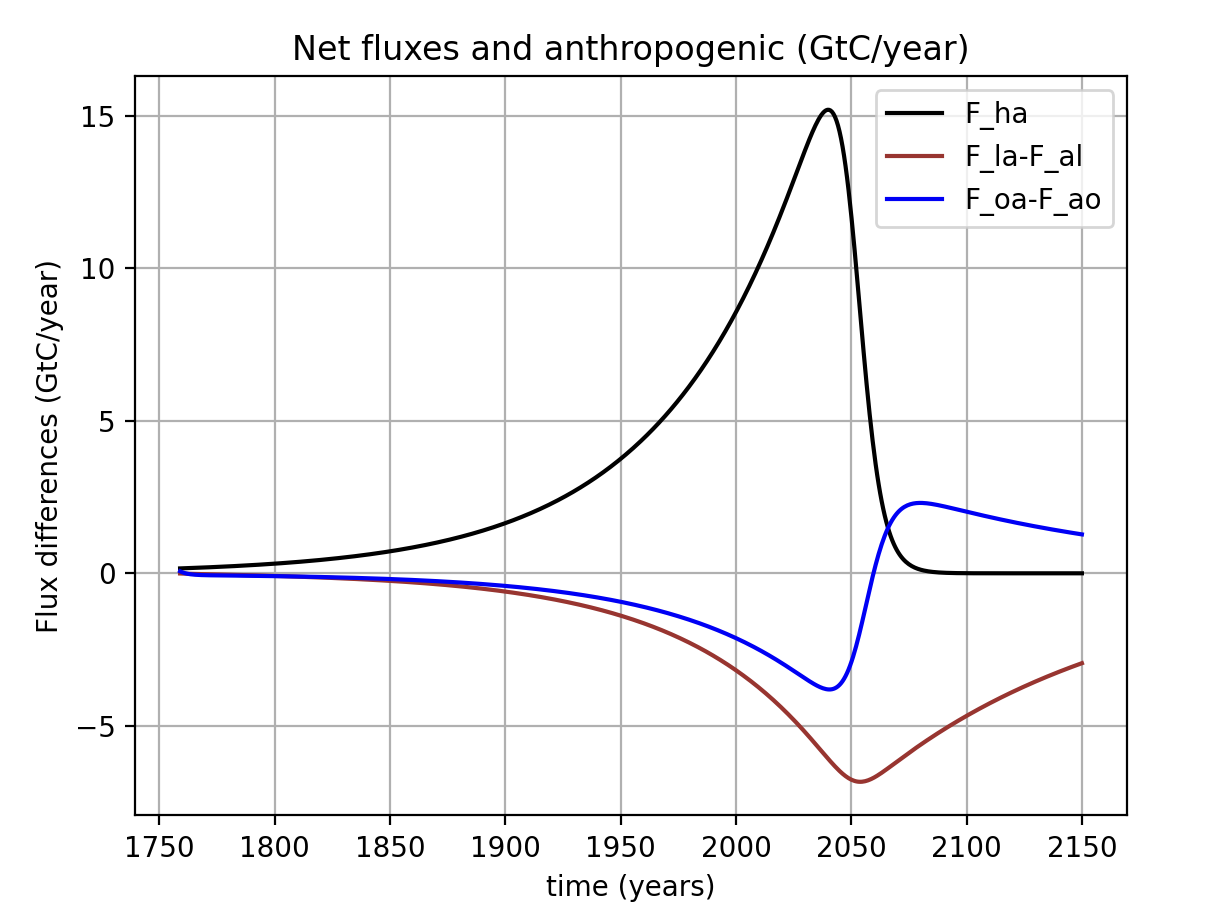 Net fluxes and anthropogenic (GtC/year)
Flux differences (GtC/year)
15
10
5
0
−5
F_ha
F_la-F_al
F_oa-F_ao
1750 1800 1850 1900 1950 2000 2050 2100 2150
time (years)